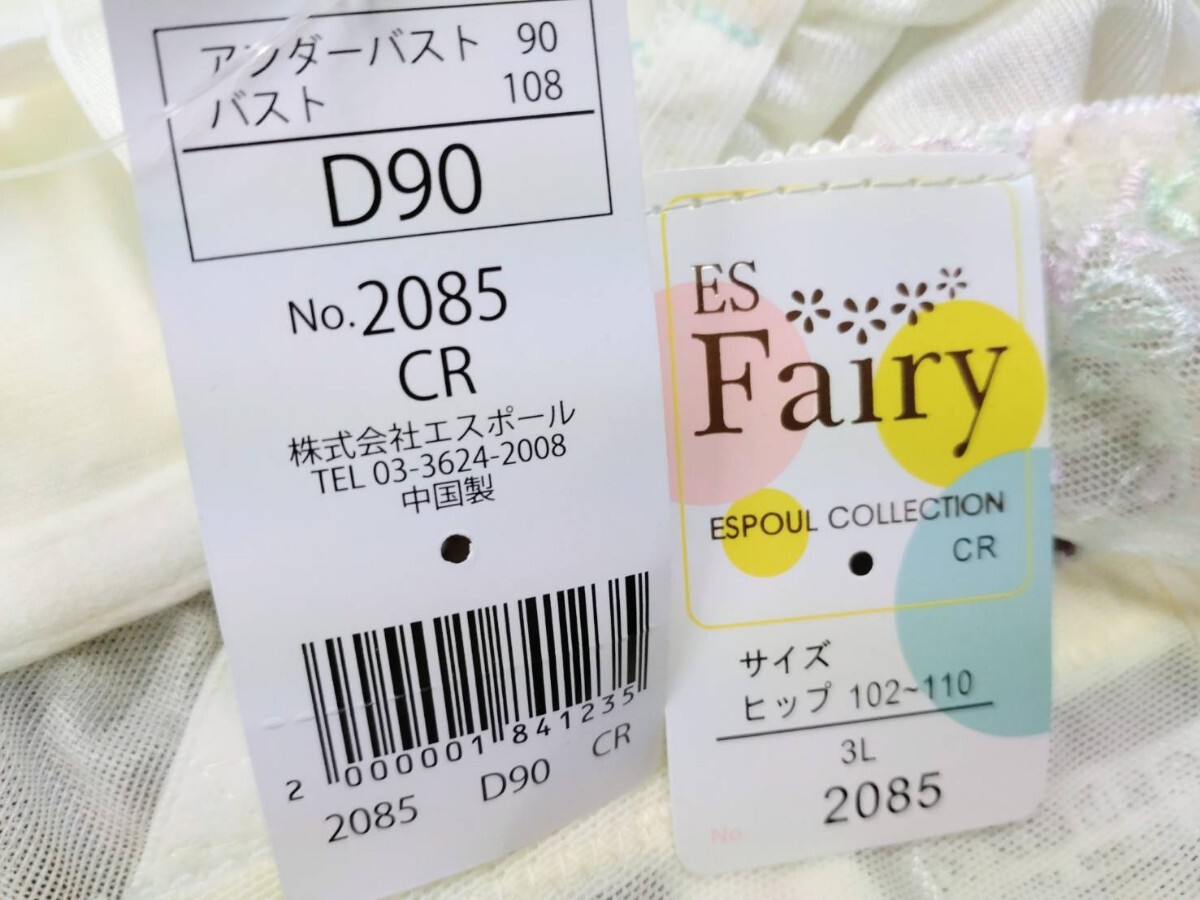 アンダーバスト 90
バスト 108
D90
No.2085
CR
株式会社エスポール
TEL 03-3624-2008
中国製
2 000001 841235
2085 D90 CR
ES
Fairy
ESPOUL COLLECTION
CR
サイズ
ヒップ 102~110
3L
No. 2085